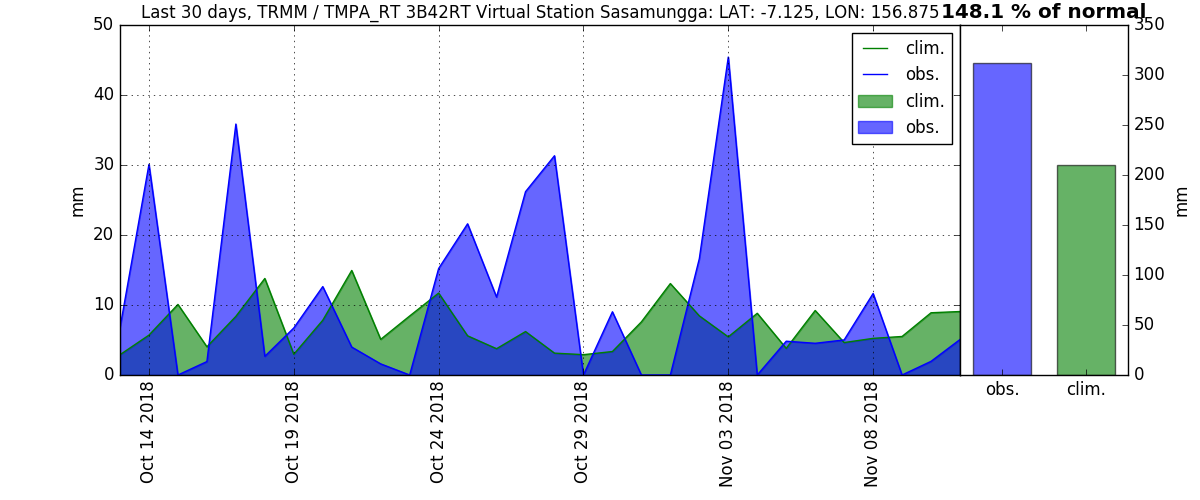 Last 30 days, TRMM / TMPA_RT 3B42RT Virtual Station Sasamungga: LAT: -7.125, LON: 156.875
148.1 % of normal
50
40
30
20
10
0
mm
clim.
obs.
clim.
obs.
Oct 14 2018
Oct 19 2018
Oct 24 2018
Oct 29 2018
Nov 03 2018
Nov 08 2018
350
300
250
200
150
100
50
0
mm
obs.
clim.